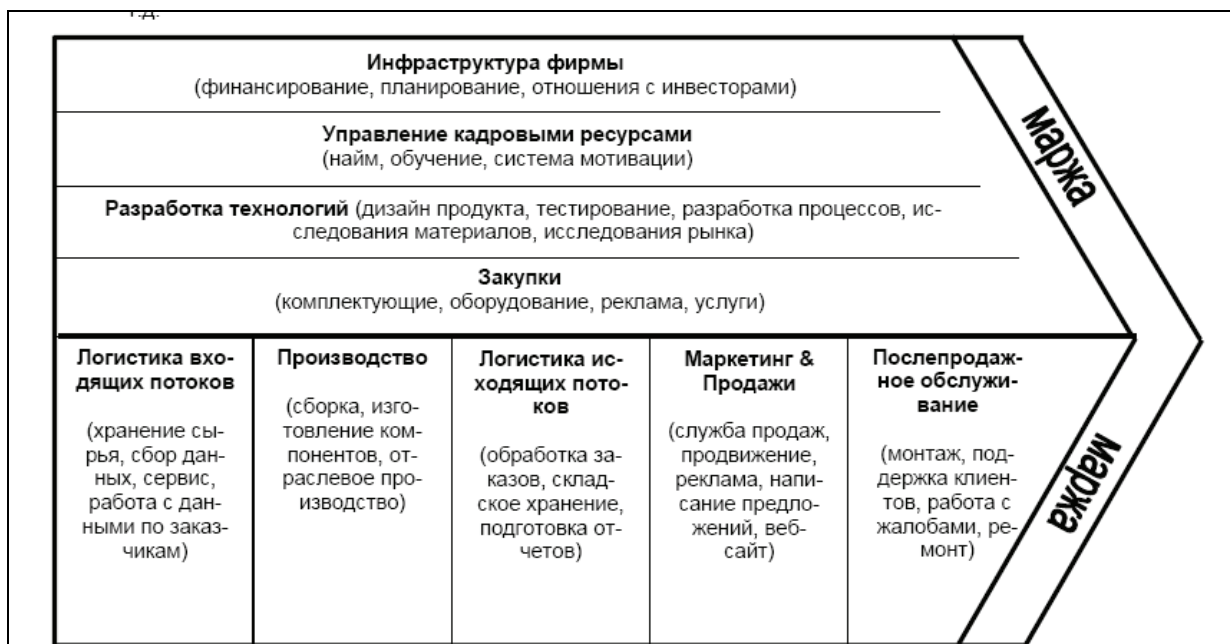 т.д.
Инфраструктура фирмы
(финансирование, планирование, отношения с инвесторами)
Управление кадровыми ресурсами
(найм, обучение, система мотивации)
Разработка технологий (дизайн продукта, тестирование, разработка процессов, ис-
следования материалов, исследования рынка)
Закупки
(комплектующие, оборудование, реклама, услуги)
маржа
Логистика вхо-
дящих потоков
(хранение сы-
рья, сбор дан-
ных, сервис,
работа с дан-
ными по заказ-
чикам)
Производство
(сборка, изго-
товление ком-
понентов, от-
раслевое про-
изводство)
Логистика ис-
ходящих пото-
ков
(обработка за-
казов, склад-
ское хранение,
подготовка от-
четов)
Маркетинг &
Продажи
(служба продаж,
продвижение,
реклама, напи-
сание предло-
жений, веб-
сайт)
Послепродаж-
ное обслужи-
вание
(монтаж, под-
держка клиен-
тов, работа с
жалобами, ре-
монт)
маржа